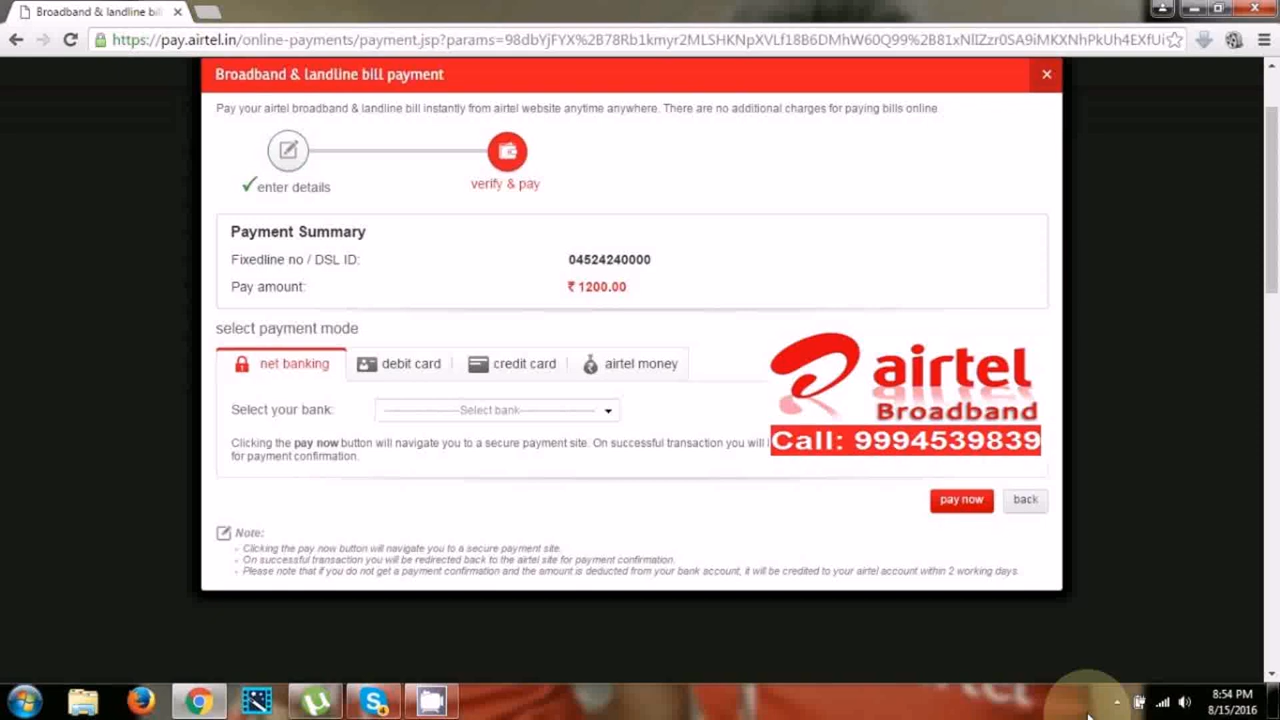 Broadband & landline bil
https://pay.airtel.in/online-payments/payment.jsp?params=98dbYjFYX%2B78Rb1kmyr2MLSHKNpXVLf18B6DMhW60Q99%2B81xNlIZzr0SA9iMKXNhPkUh4EXfUi
Broadband & landline bill payment
Pay your airtel broadband & landline bill instantly from airtel website anytime anywhere. There are no additional charges for paying bills online
enter details
verify & pay
Payment Summary
Fixedline no / DSL ID: 04524240000
Pay amount: ₹ 1200.00
select payment mode
net banking debit card credit card airtel money
Select your bank: Select bank
Clicking the pay now button will navigate you to a secure payment site. On successful transaction you will
for payment confirmation.
airtel
Broadband
Call: 9994539839
pay now back
Note:
Clicking the pay now button will navigate you to a secure payment site.
On successful transaction you will be redirected back to the airtel site for payment confirmation.
Please note that if you do not get a payment confirmation and the amount is deducted from your bank account, it will be credited to your airtel account within 2 working days.
8:54 PM
8/15/2016